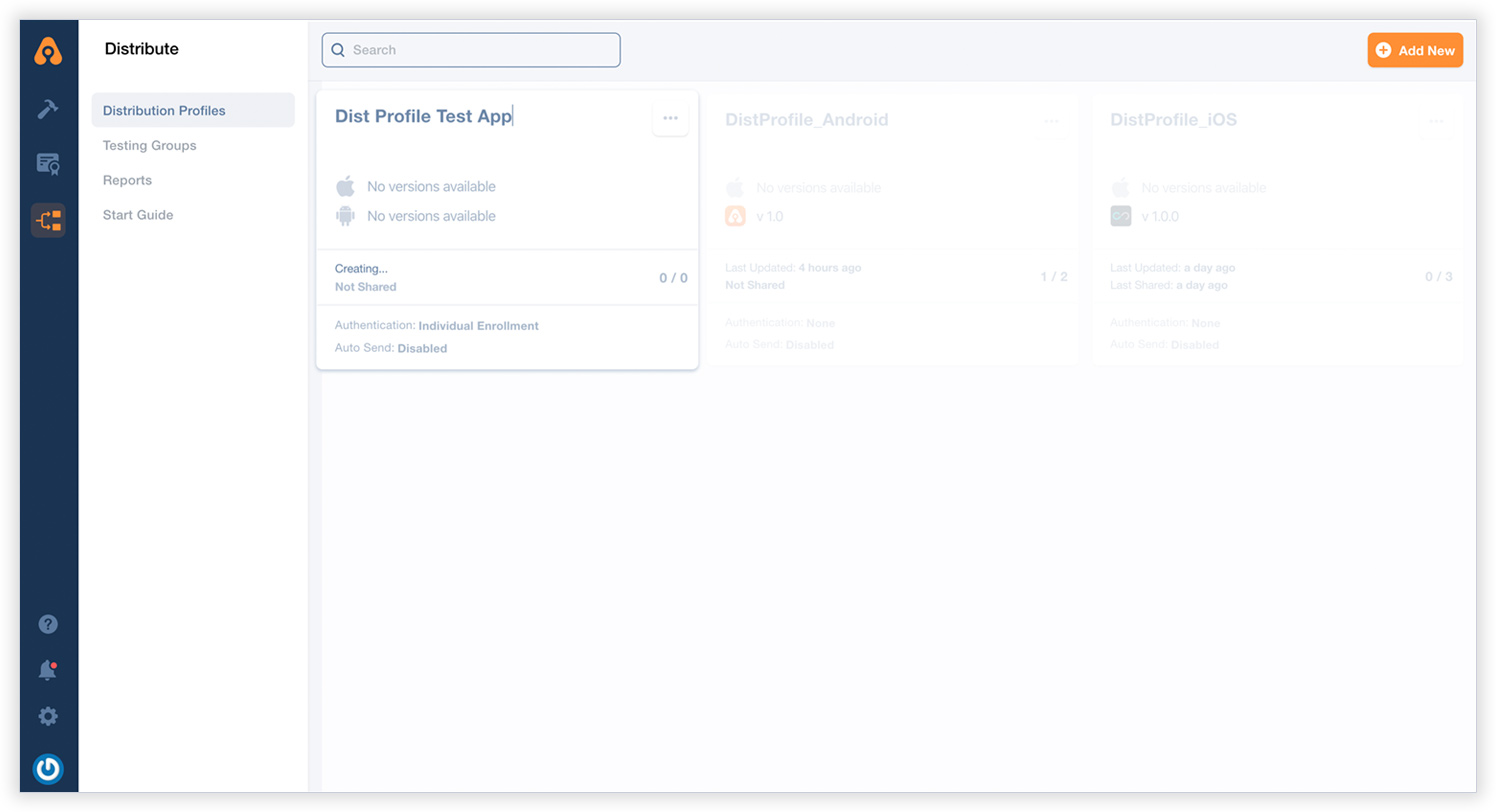 Distribute
Distribution Profiles
Testing Groups
Reports
Start Guide
Search
Add New
Dist Profile Test App
No versions available
No versions available
Creating...
Not Shared
0 / 0
Authentication: Individual Enrollment
Auto Send: Disabled
DistProfile_Android
No versions available
v 1.0
Last Updated: 4 hours ago
Not Shared
1 / 2
Authentication: None
Auto Send: Disabled
DistProfile_iOS
No versions available
v 1.0.0
Last Updated: a day ago
Last Shared: a day ago
0 / 3
Authentication: None
Auto Send: Disabled